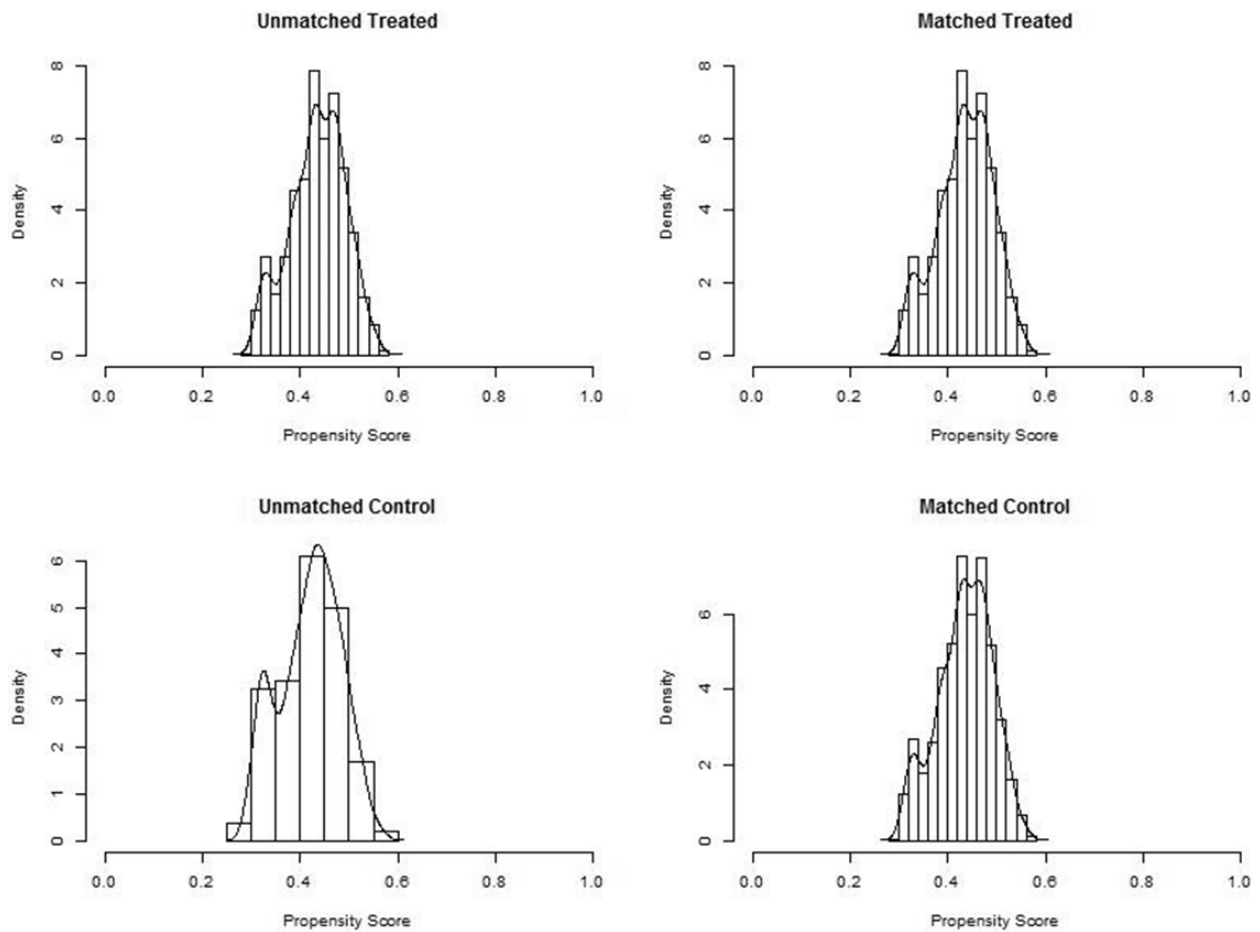 Unmatched Treated
Density
0
2
4
6
8
0.0 0.2 0.4 0.6 0.8 1.0
Propensity Score
Matched Treated
Density
0
2
4
6
8
0.0 0.2 0.4 0.6 0.8 1.0
Propensity Score
Unmatched Control
Density
0
1
2
3
4
5
6
0.0 0.2 0.4 0.6 0.8 1.0
Propensity Score
Matched Control
Density
0
2
4
6
0.0 0.2 0.4 0.6 0.8 1.0
Propensity Score